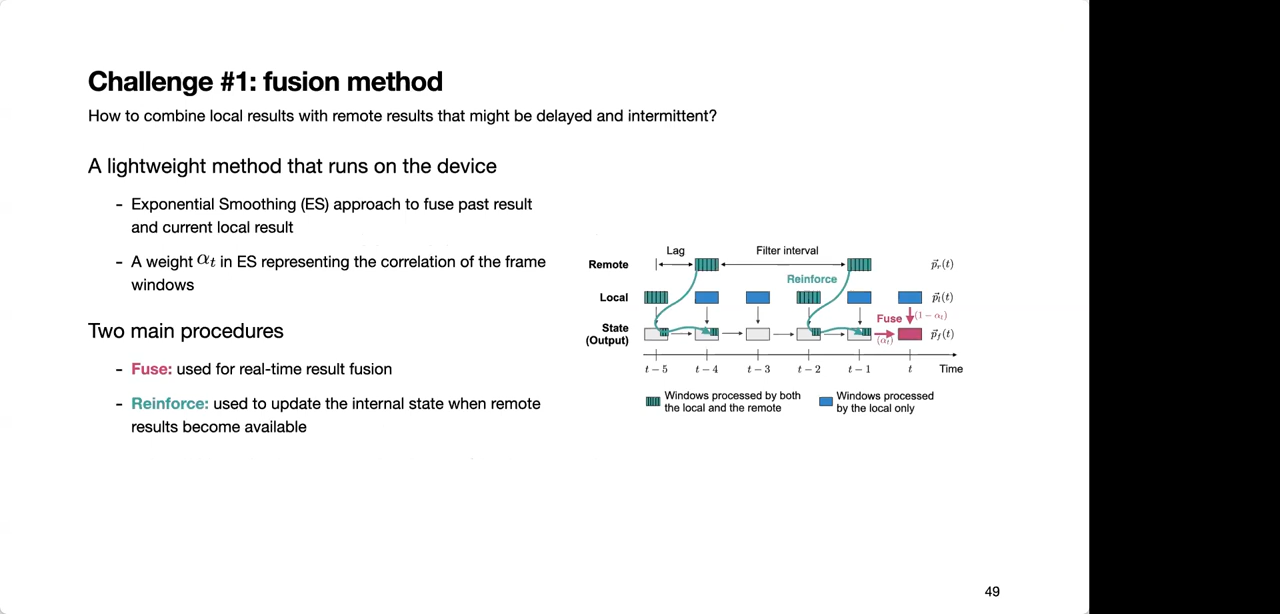 Challenge #1: fusion method
How to combine local results with remote results that might be delayed and intermittent?
A lightweight method that runs on the device
- Exponential Smoothing (ES) approach to fuse past result
and current local result
- A weight αt in ES representing the correlation of the frame
windows
Two main procedures
- Fuse: used for real-time result fusion
- Reinforce: used to update the internal state when remote
results become available
Lag
Filter interval
Remote
p⃗r(t)
Reinforce
Local
p⃗l(t)
Fuse
(1 − αt)
State
(Output)
(αt)
p⃗f(t)
t − 5
t − 4
t − 3
t − 2
t − 1
t
Time
Windows processed by both
the local and the remote
Windows processed
by the local only
49